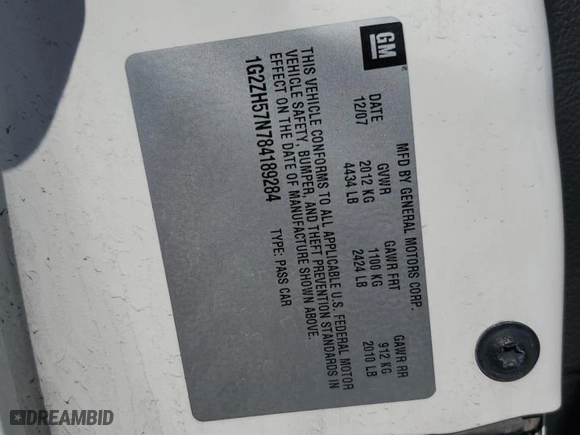 GM
MFD BY GENERAL MOTORS CORP.
DATE GVWR GAWR FRT GAWR RR
12/07 2012 KG 1100 KG 912 KG
4434 LB 2424 LB 2010 LB
THIS VEHICLE CONFORMS TO ALL APPLICABLE U.S. FEDERAL MOTOR
VEHICLE SAFETY, BUMPER, AND THEFT PREVENTION STANDARDS IN
EFFECT ON THE DATE OF MANUFACTURE SHOWN ABOVE.
1G2ZH57N784189284 TYPE: PASS CAR
DREAMBID